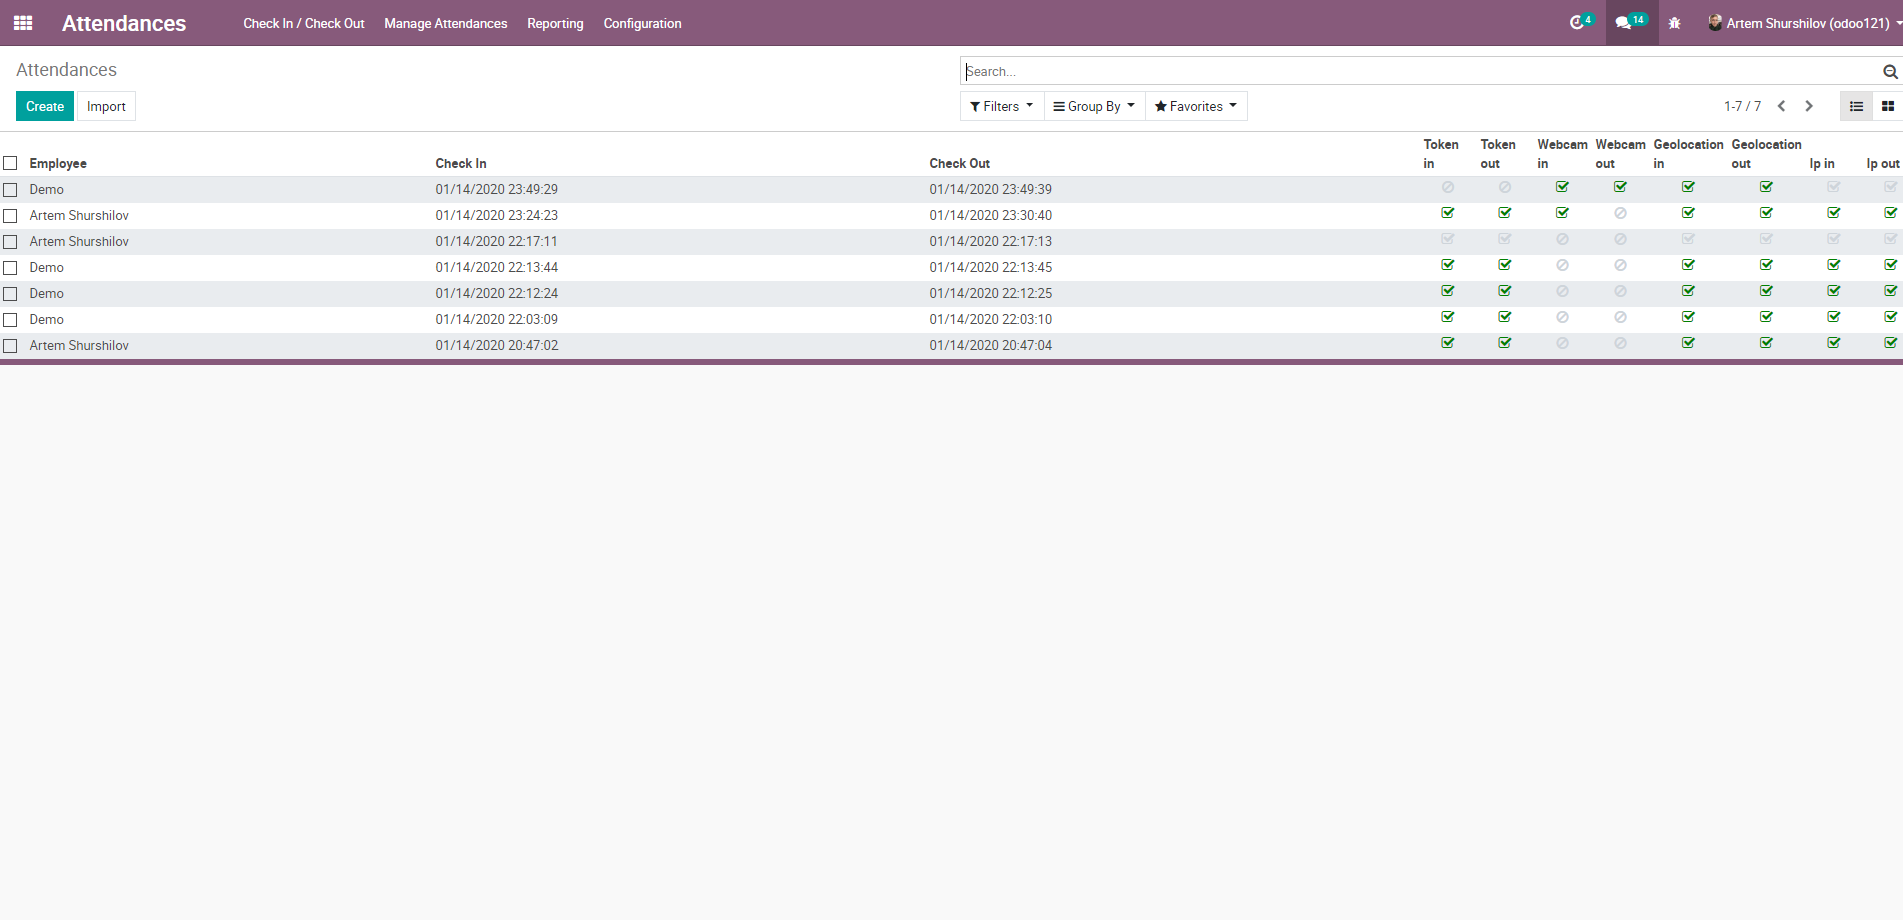 Attendances Check In / Check Out Manage Attendances Reporting Configuration 4 14 Artem Shurshilov (odoo121)
Attendances
Search...
Create Import
Filters Group By Favorites 1-7 / 7
Employee Check In Check Out Token in Token out Webcam in Webcam out Geolocation in Geolocation out Ip in Ip out
Demo 01/14/2020 23:49:29 01/14/2020 23:49:39
Artem Shurshilov 01/14/2020 23:24:23 01/14/2020 23:30:40
Artem Shurshilov 01/14/2020 22:17:11 01/14/2020 22:17:13
Demo 01/14/2020 22:13:44 01/14/2020 22:13:45
Demo 01/14/2020 22:12:24 01/14/2020 22:12:25
Demo 01/14/2020 22:03:09 01/14/2020 22:03:10
Artem Shurshilov 01/14/2020 20:47:02 01/14/2020 20:47:04